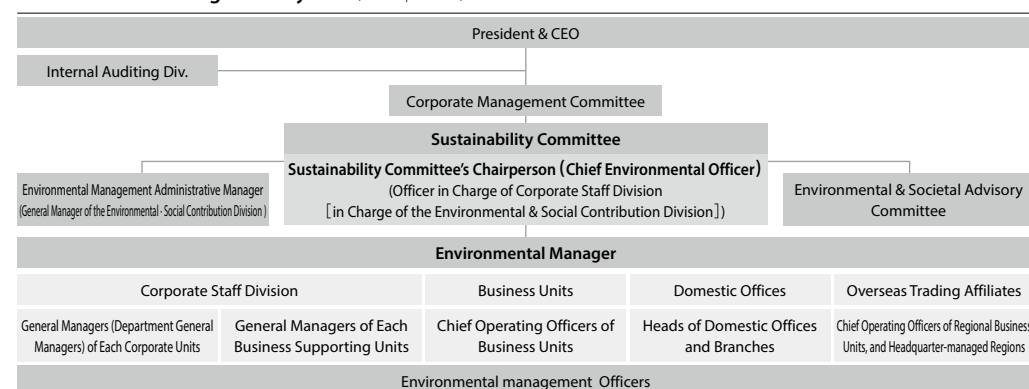 President & CEO
Internal Auditing Div.
Corporate Management Committee
Sustainability Committee
Sustainability Committee's Chairperson (Chief Environmental Officer)
(Officer in Charge of Corporate Staff Division
[in Charge of the Environmental & Social Contribution Division])
Environmental Management Administrative Manager
(General Manager of the Environmental · Social Contribution Division )
Environmental & Societal Advisory
Committee
Environmental Manager
Corporate Staff Division
Business Units
Domestic Offices
Overseas Trading Affiliates
General Managers (Department General
Managers) of Each Corporate Units
General Managers of Each
Business Supporting Units
Chief Operating Officers of
Business Units
Heads of Domestic Offices
and Branches
Chief Operating Officers of Regional Business
Units, and Headquarter-managed Regions
Environmental management Officers